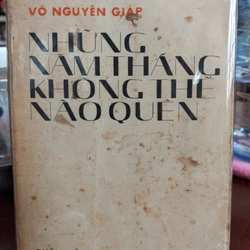 VÕ NGUYÊN GIÁP
NHỮNG
NĂM THÁNG
KHÔNG THỂ
NÀO QUÊN